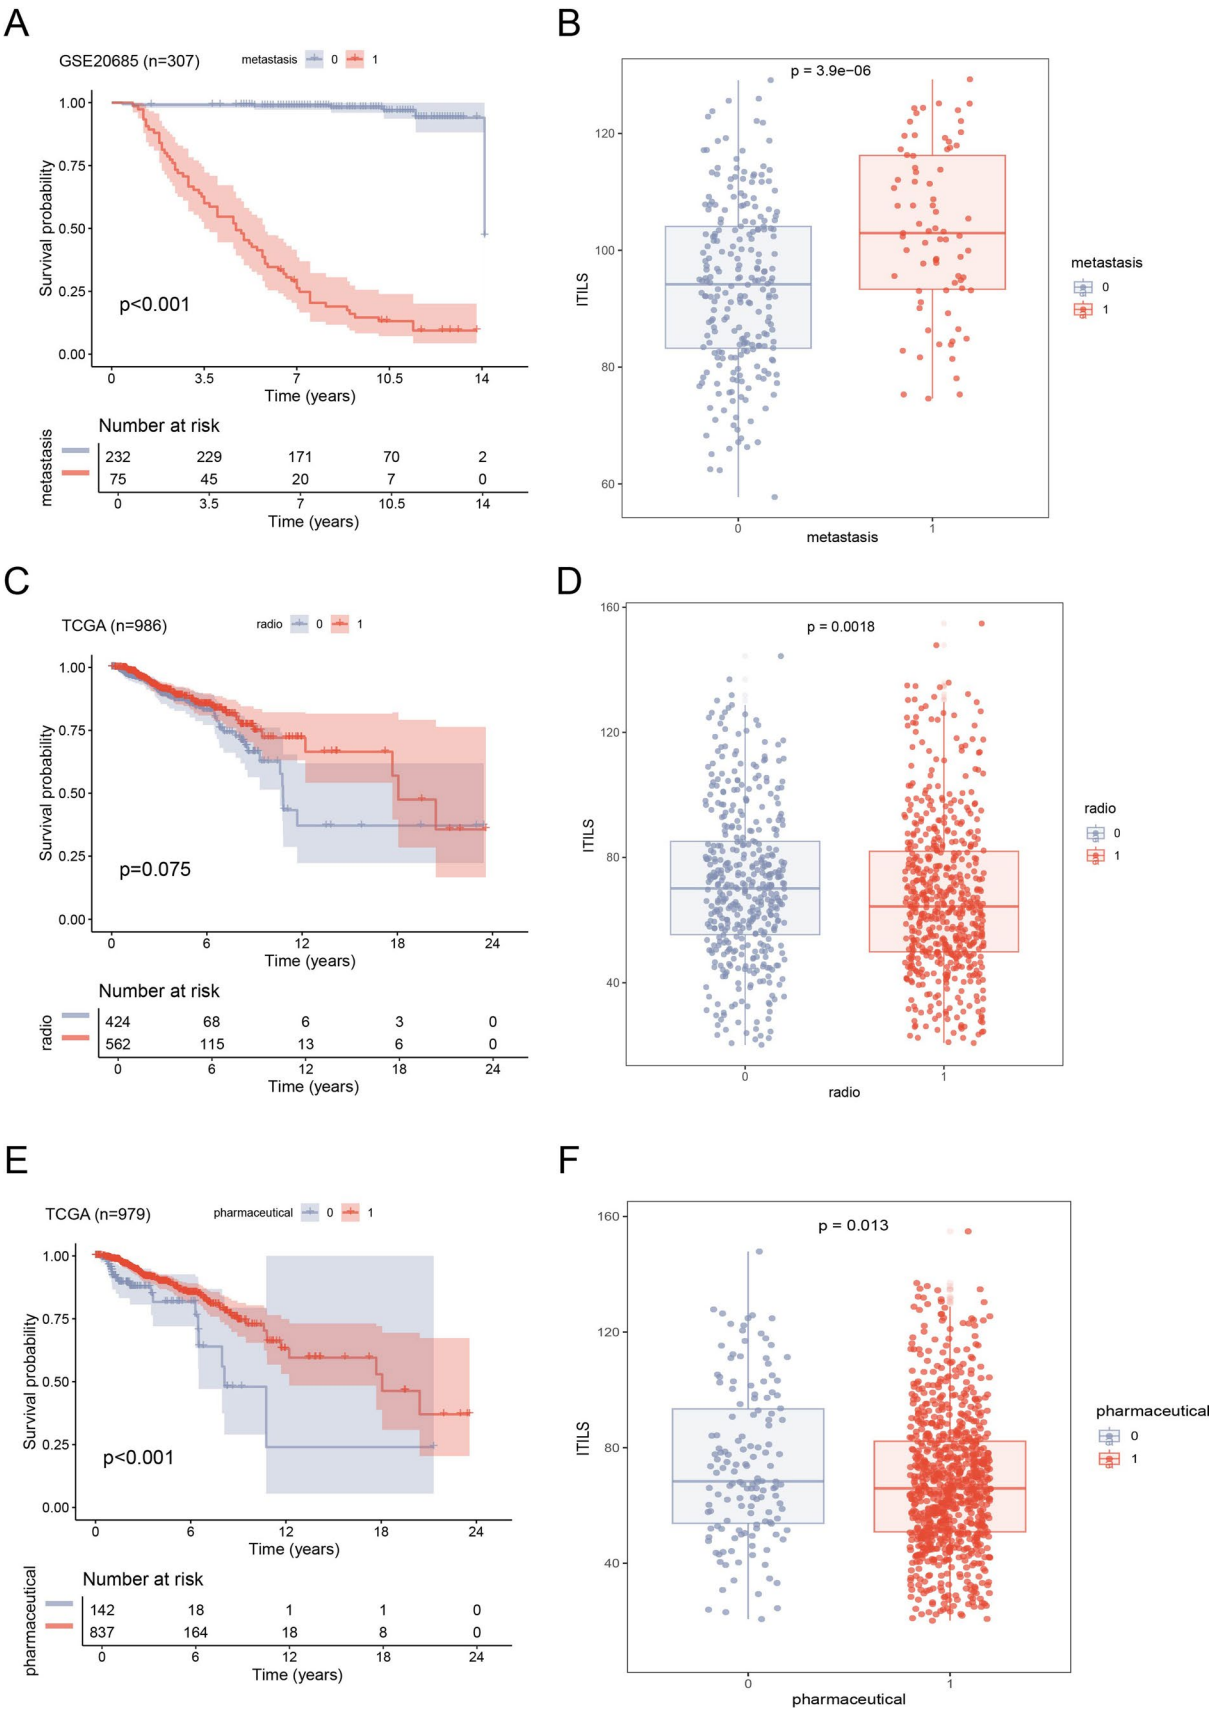 A
GSE20685 (n=307)
metastasis 0 1
Survival probability
1.00
0.75
0.50
0.25
0.00
p<0.001
0 3.5 7 10.5 14
Time (years)
Number at risk
metastasis
232 229 171 70 2
75 45 20 7 0
0 3.5 7 10.5 14
Time (years)
B
p = 3.9e−06
ITILS
120
100
80
60
0 1
metastasis
metastasis
0
1
C
TCGA (n=986)
radio 0 1
Survival probability
1.00
0.75
0.50
0.25
0.00
p=0.075
0 6 12 18 24
Time (years)
Number at risk
radio
424 68 6 3 0
562 115 13 6 0
0 6 12 18 24
Time (years)
D
p = 0.0018
ITILS
160
120
80
40
0 1
radio
radio
0
1
E
TCGA (n=979)
pharmaceutical 0 1
Survival probability
1.00
0.75
0.50
0.25
0.00
p<0.001
0 6 12 18 24
Time (years)
Number at risk
pharmaceutical
142 18 1 1 0
837 164 18 8 0
0 6 12 18 24
Time (years)
F
p = 0.013
ITILS
160
120
80
40
0 1
pharmaceutical
pharmaceutical
0
1